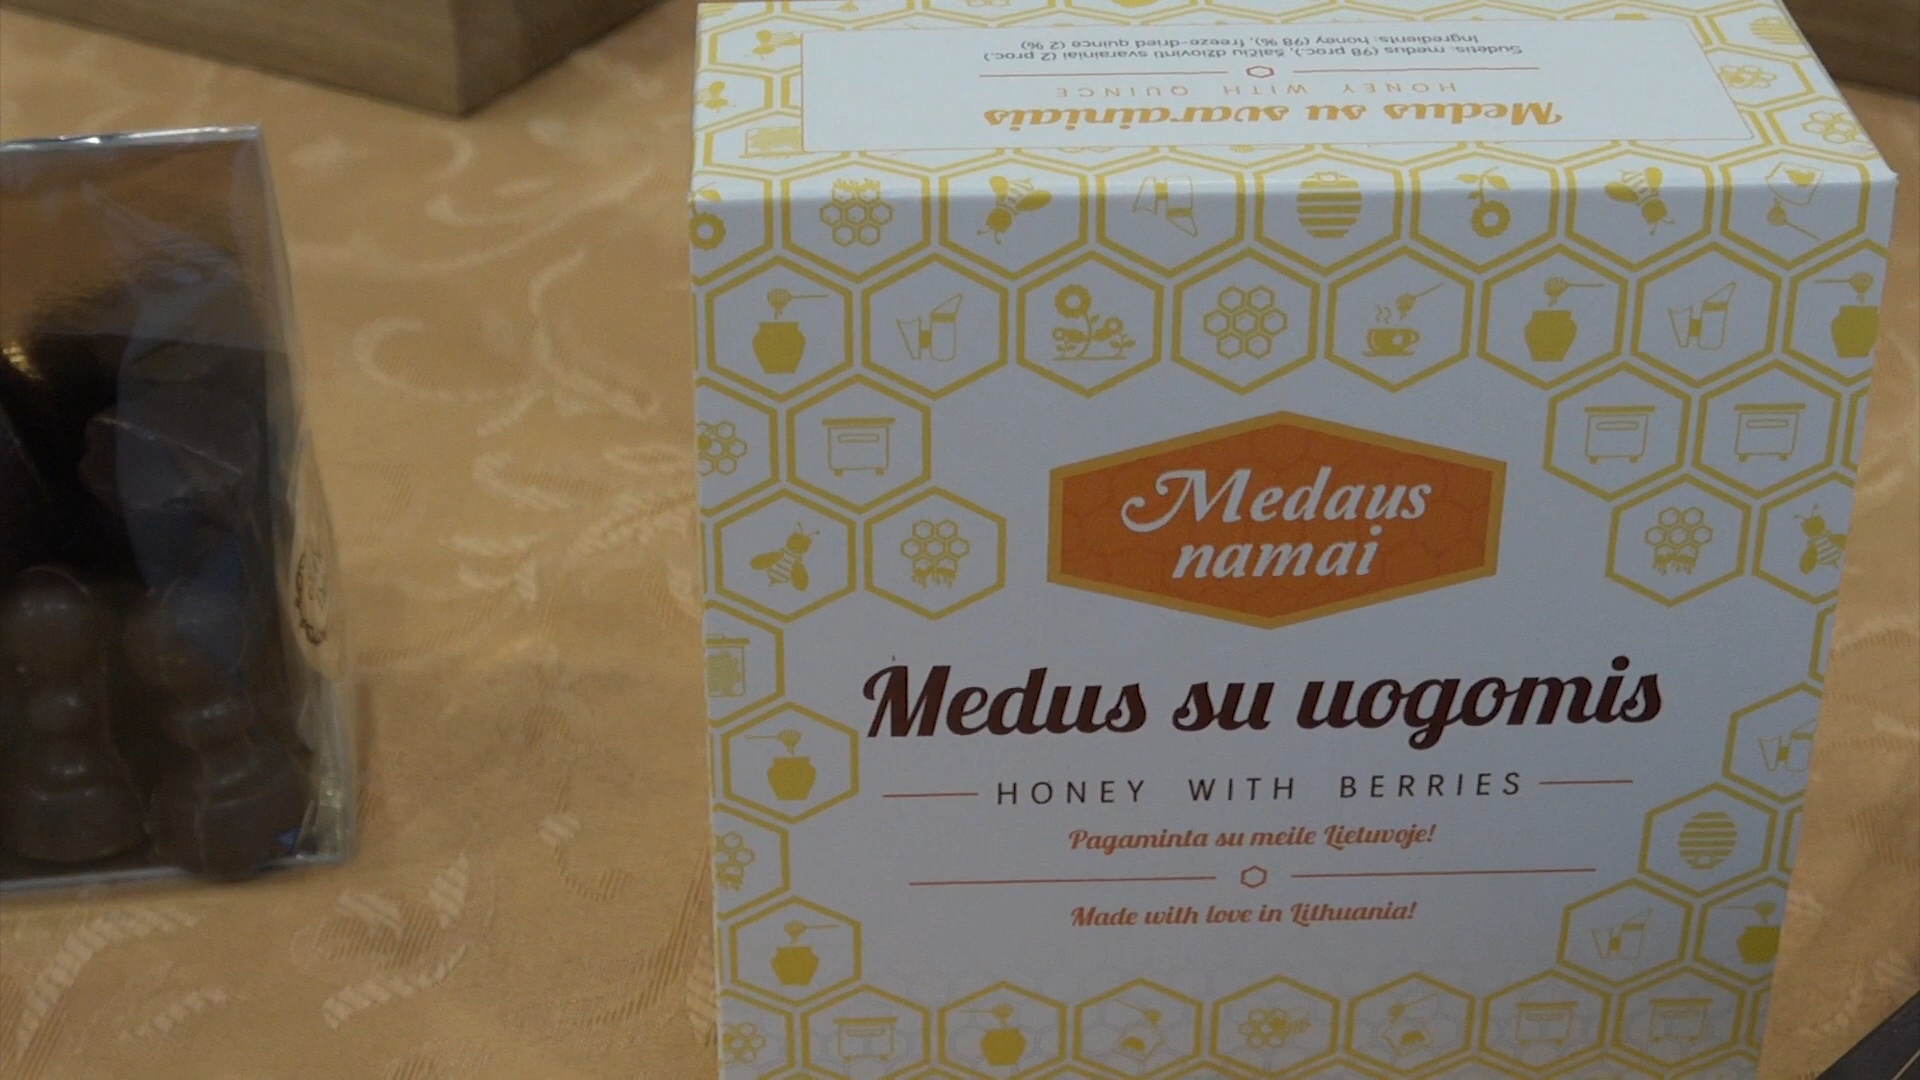 Sudėtis: medus (98 proc.), šalčiu džiovinti svarainiai (2 proc.)
Ingredients: honey (98 %), freeze-dried quince (2 %)
HONEY WITH QUINCE
Medus su svarainiais
Medaus
namai
Medus su uogomis
HONEY WITH BERRIES
Pagaminta su meile Lietuvoje!
Made with love in Lithuania!